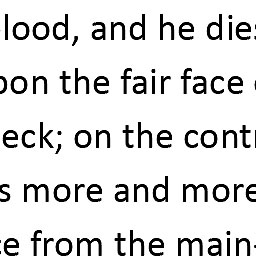 lood, and he dies
pon the fair face
eck; on the contr
s more and more
ce from the main-